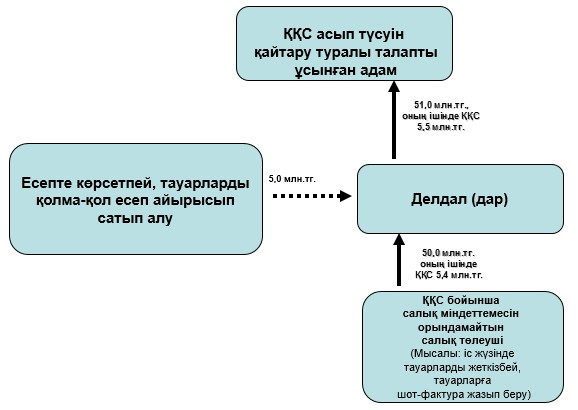 ҚҚС асып түсуін
қайтару туралы талапты
ұсынған адам
51,0 млн.тг.,
оның ішінде ҚҚС
5,5 млн.тг.
Есепте көрсетпей, тауарларды
қолма-қол есеп айырысып
сатып алу
5,0 млн.тг.
Делдал (дар)
50,0 млн.тг.
оның ішінде
ҚҚС 5,4 млн.тг.
ҚҚС бойынша
салық міндеттемесін
орындамайтын
салық төлеуші
(Мысалы: іс жүзінде
тауарларды жеткізбей,
тауарларға
шот-фактура жазып беру)